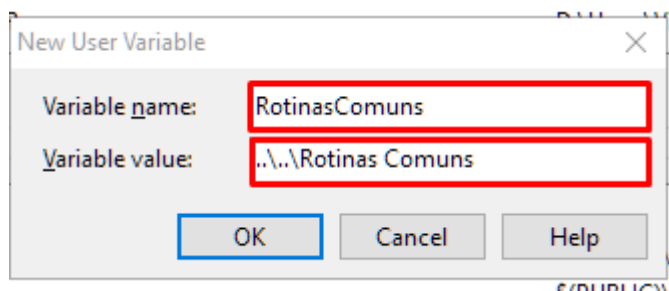 New User Variable
Variable name: RotinasComuns
Variable value: ..\..\Rotinas Comuns
OK Cancel Help